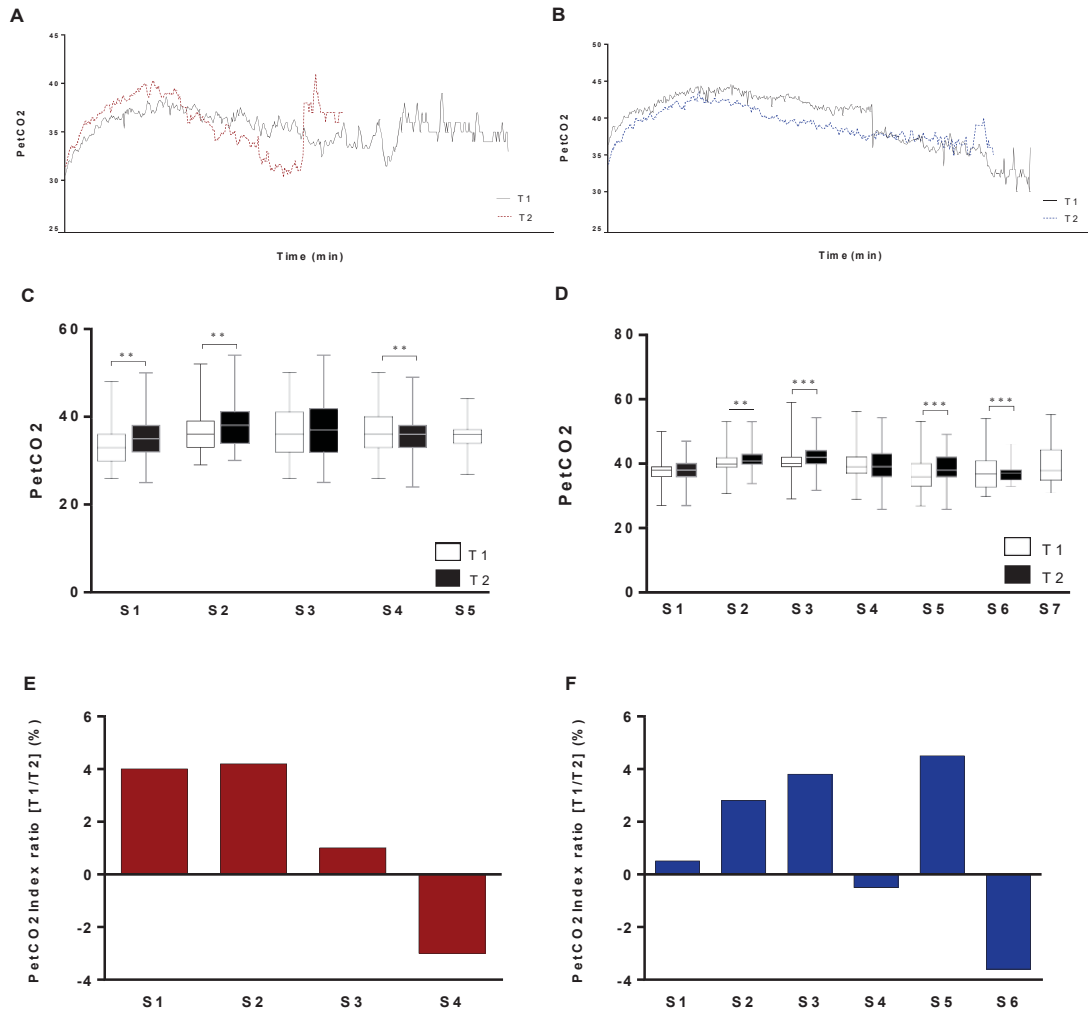 A
45
40
PetCO2
35
30
25
T1
T2
Time (min)
B
50
45
40
PetCO2
35
30
25
T1
T2
Time (min)
C
60
**
**
**
40
PetCO2
20
T1
T2
0
S1 S2 S3 S4 S5
D
80
60
**
***
***
***
PetCO2
40
20
T1
T2
0
S1 S2 S3 S4 S5 S6 S7
E
6
4
2
0
-2
-4
PetCO2 Index ratio [T1/T2] (%)
S1 S2 S3 S4
F
6
4
2
0
-2
-4
PetCO2 Index ratio [T1/T2] (%)
S1 S2 S3 S4 S5 S6